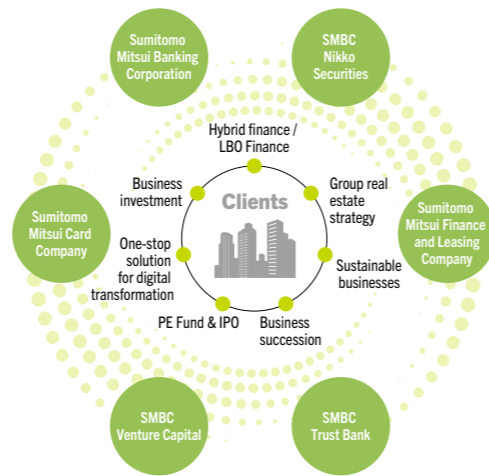 Sumitomo
Mitsui Banking
Corporation
SMBC
Nikko
Securities
Hybrid finance /
LBO Finance
Business
investment
Clients
Group real
estate
strategy
Sumitomo
Mitsui Card
Company
Sumitomo
Mitsui Finance
and Leasing
Company
One-stop
solution
for digital
transformation
Sustainable
businesses
PE Fund & IPO
Business
succession
SMBC
Venture Capital
SMBC
Trust Bank